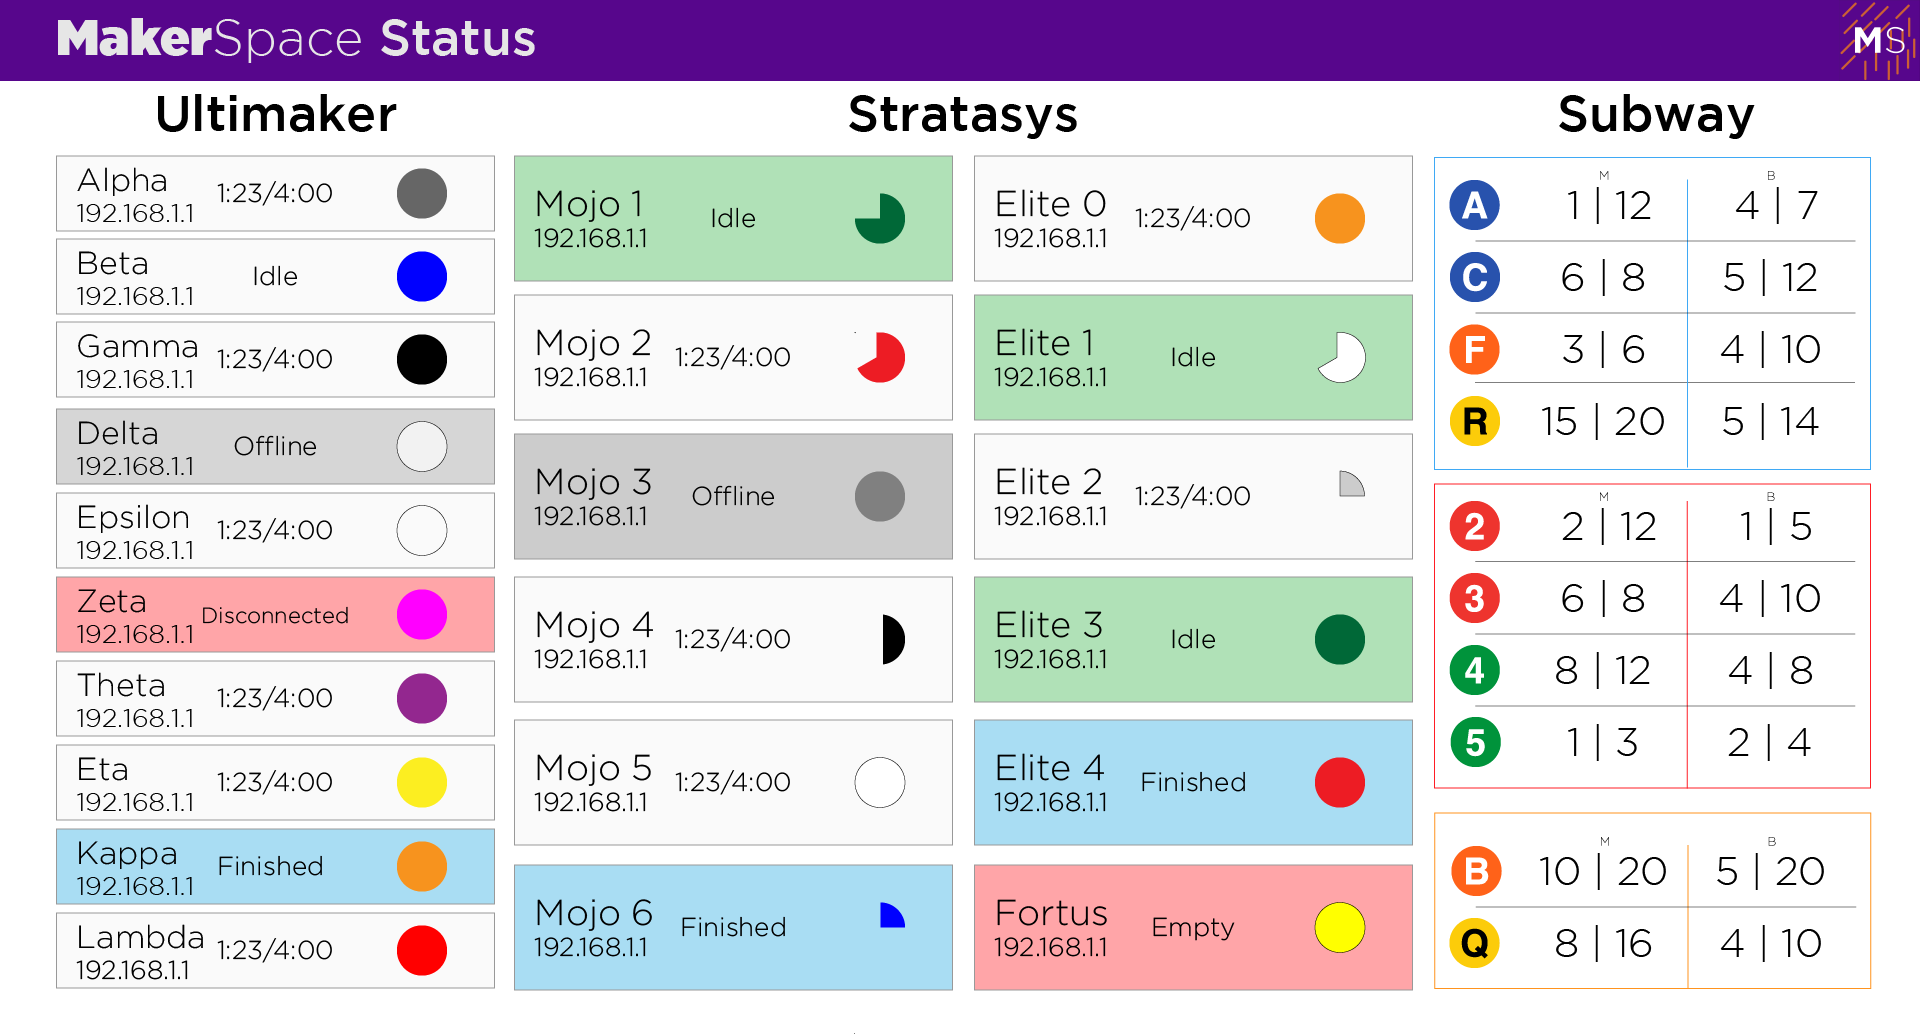 MakerSpace Status
MS
Ultimaker
Alpha
192.168.1.1
1:23/4:00
Beta
192.168.1.1
Idle
Gamma
192.168.1.1
1:23/4:00
Delta
192.168.1.1
Offline
Epsilon
192.168.1.1
1:23/4:00
Zeta
192.168.1.1
Disconnected
Theta
192.168.1.1
1:23/4:00
Eta
192.168.1.1
1:23/4:00
Kappa
192.168.1.1
Finished
Lambda
192.168.1.1
1:23/4:00
Stratasys
Mojo 1
192.168.1.1
Idle
Mojo 2
192.168.1.1
1:23/4:00
Mojo 3
192.168.1.1
Offline
Mojo 4
192.168.1.1
1:23/4:00
Mojo 5
192.168.1.1
1:23/4:00
Mojo 6
192.168.1.1
Finished
Elite 0
192.168.1.1
1:23/4:00
Elite 1
192.168.1.1
Idle
Elite 2
192.168.1.1
1:23/4:00
Elite 3
192.168.1.1
Idle
Elite 4
192.168.1.1
Finished
Fortus
192.168.1.1
Empty
Subway
M B
A 1 | 12 4 | 7
C 6 | 8 5 | 12
F 3 | 6 4 | 10
R 15 | 20 5 | 14
M B
2 2 | 12 1 | 5
3 6 | 8 4 | 10
4 8 | 12 4 | 8
5 1 | 3 2 | 4
M B
B 10 | 20 5 | 20
Q 8 | 16 4 | 10